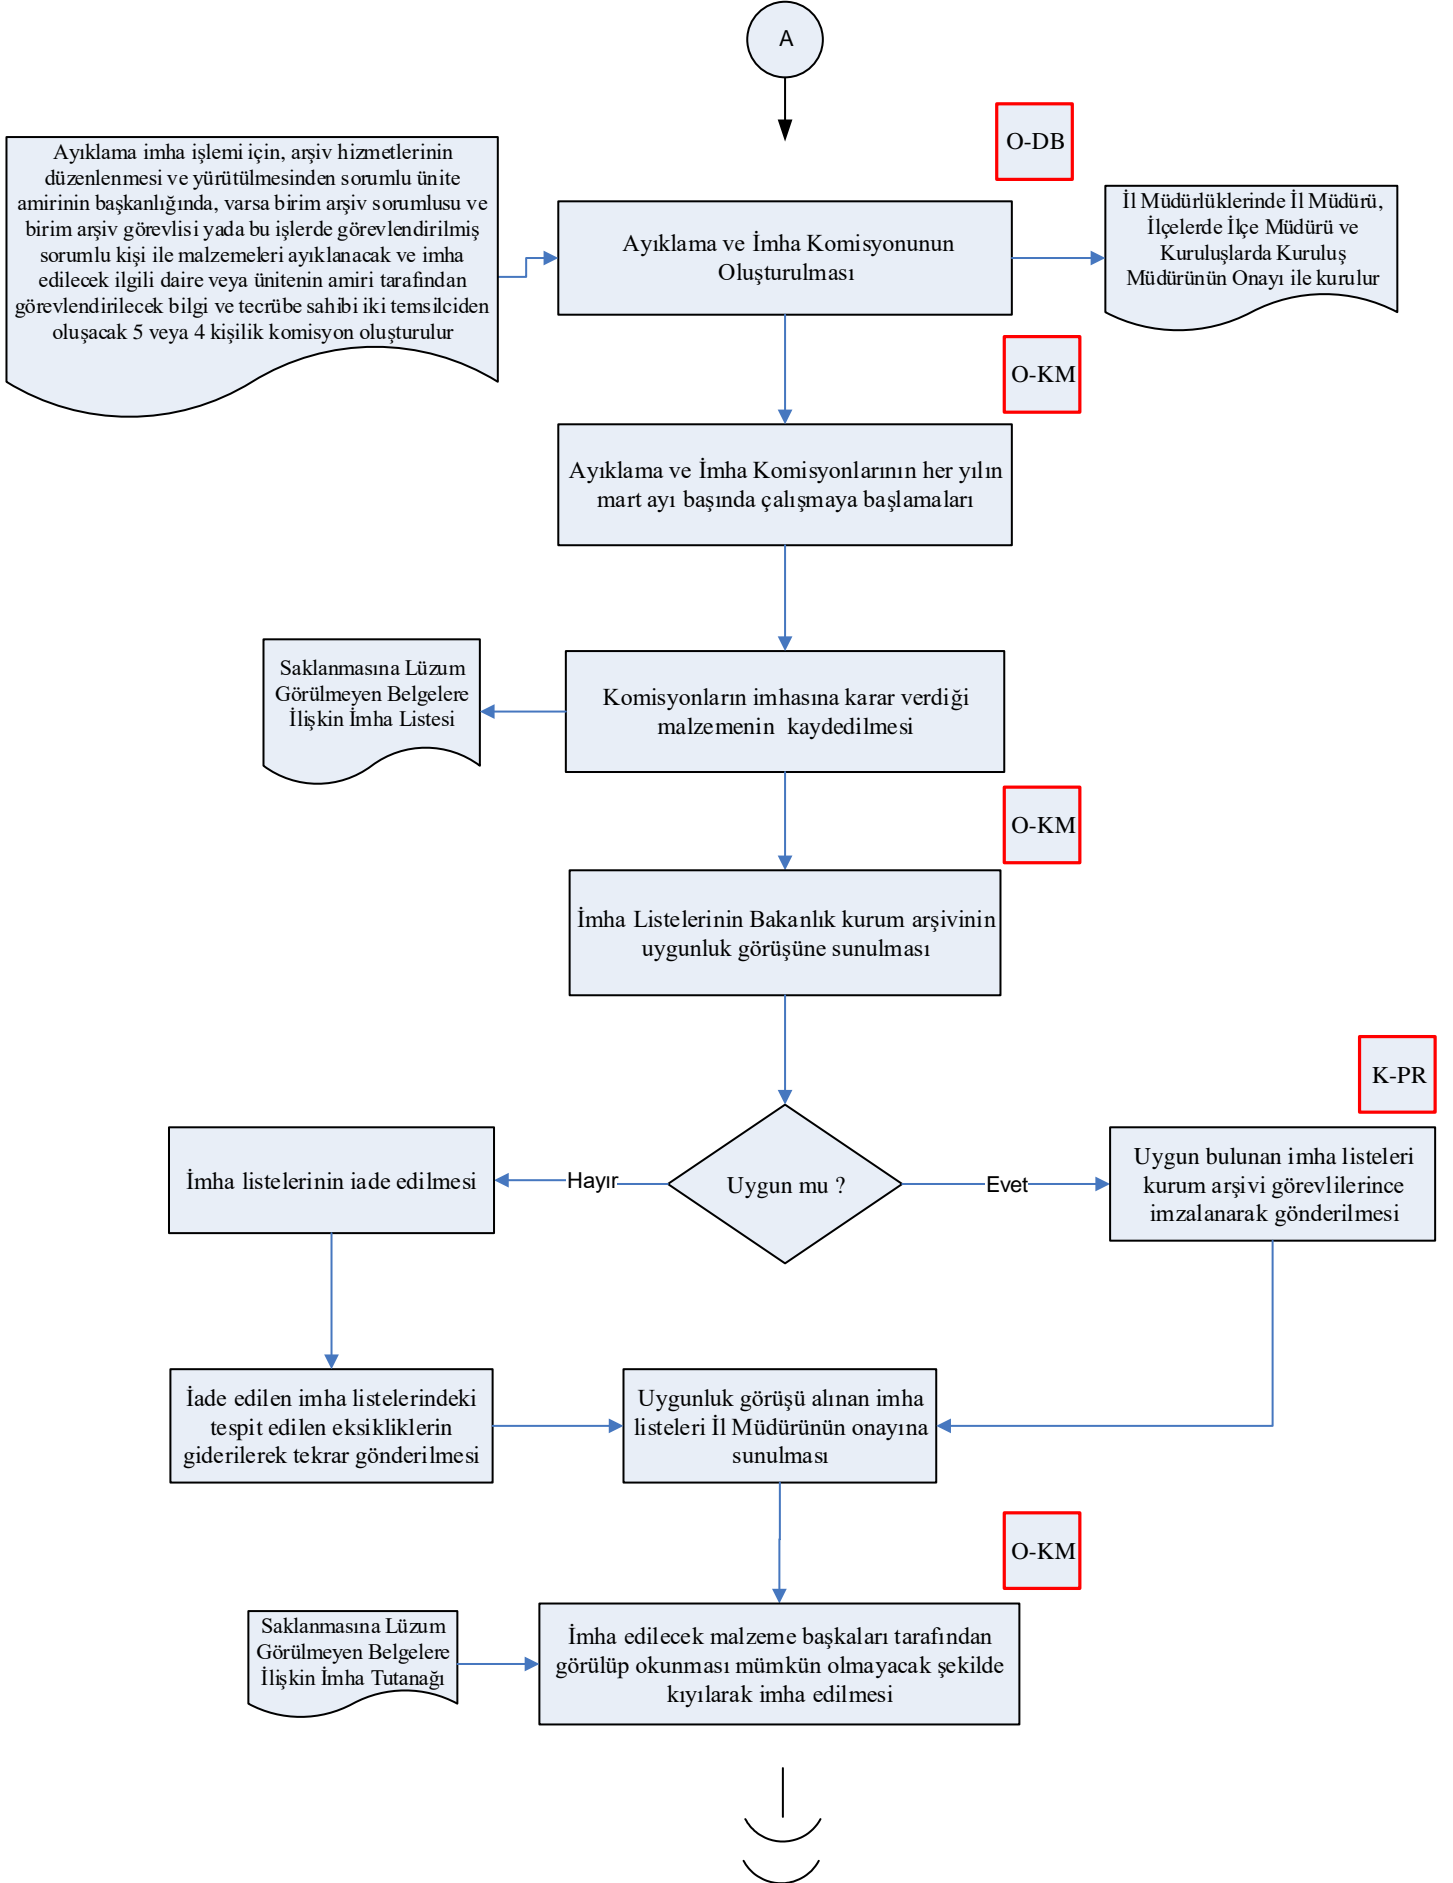 A
O-DB
Ayıklama imha işlemi için, arşiv hizmetlerinin
düzenlenmesi ve yürütülmesinden sorumlu ünite
amirinin başkanlığında, varsa birim arşiv sorumlusu ve
birim arşiv görevlisi yada bu işlerde görevlendirilmiş
sorumlu kişi ile malzemeleri ayıklanacak ve imha
edilecek ilgili daire veya ünitenin amiri tarafından
görevlendirilecek bilgi ve tecrübe sahibi iki temsilciden
oluşacak 5 veya 4 kişilik komisyon oluşturulur
Ayıklama ve İmha Komisyonunun
Oluşturulması
İl Müdürlüklerinde İl Müdürü,
İlçelerde İlçe Müdürü ve
Kuruluşlarda Kuruluş
Müdürünün Onayı ile kurulur
O-KM
Ayıklama ve İmha Komisyonlarının her yılın
mart ayı başında çalışmaya başlamaları
Saklanmasına Lüzum
Görülmeyen Belgelere
İlişkin İmha Listesi
Komisyonların imhasına karar verdiği
malzemenin  kaydedilmesi
O-KM
İmha Listelerinin Bakanlık kurum arşivinin
uygunluk görüşüne sunulması
K-PR
İmha listelerinin iade edilmesi
Hayır
Uygun mu ?
Evet
Uygun bulunan imha listeleri
kurum arşivi görevlilerince
imzalanarak gönderilmesi
İade edilen imha listelerindeki
tespit edilen eksikliklerin
giderilerek tekrar gönderilmesi
Uygunluk görüşü alınan imha
listeleri İl Müdürünün onayına
sunulması
O-KM
Saklanmasına Lüzum
Görülmeyen Belgelere
İlişkin İmha Tutanağı
İmha edilecek malzeme başkaları tarafından
görülüp okunması mümkün olmayacak şekilde
kıyılarak imha edilmesi